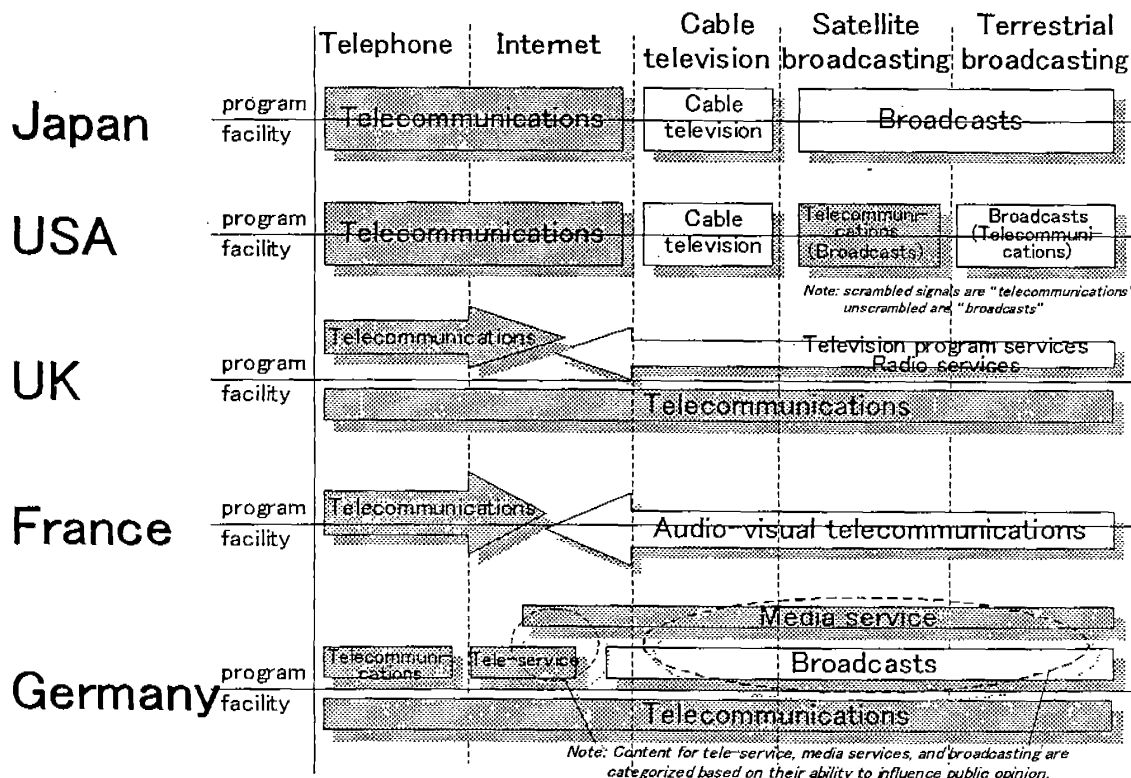 Telephone
Internet
Cable
television
Satellite
broadcasting
Terrestrial
broadcasting
Japan
program
facility
Telecommunications
Cable
television
Broadcasts
USA
program
facility
Telecommunications
Cable
television
Telecommuni-
cations
(Broadcasts)
Broadcasts
(Telecommuni-
cations)
Note: scrambled signals are "telecommunications"
unscrambled are "broadcasts"
UK
program
facility
Telecommunications
Television program services
Radio services
Telecommunications
France
program
facility
Telecommunications
Audio-visual telecommunications
Germany
program
facility
Media service
Telecommuni-
cations
Tele-service
Broadcasts
Telecommunications
Note: Content for tele-service, media services, and broadcasting are
categorized based on their ability to influence public opinion.